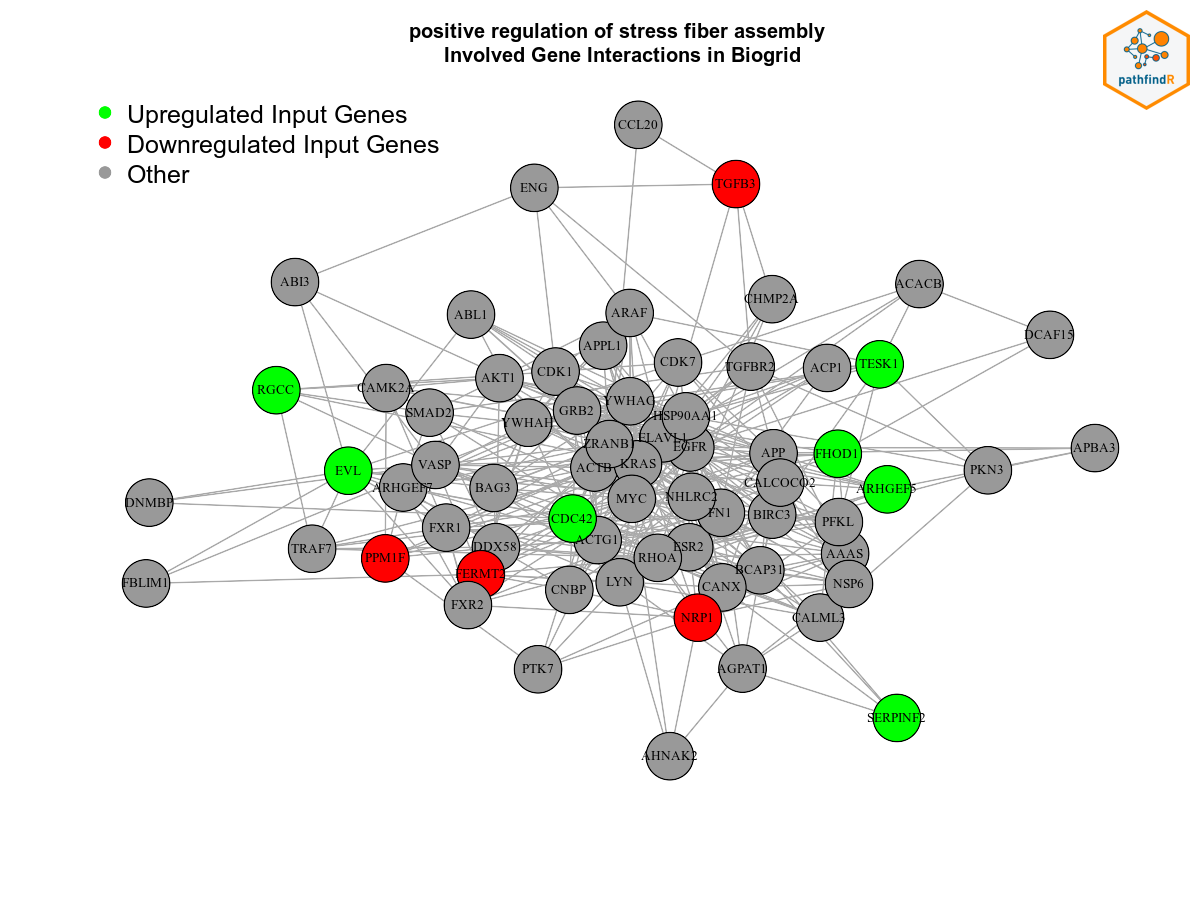 positive regulation of stress fiber assembly
Involved Gene Interactions in Biogrid
pathfindR
Upregulated Input Genes
Downregulated Input Genes
Other
CCL20
TGFB3
ENG
ABI3
ACACB
CHMP2A
ABL1
ARAF
DCAF15
APPL1
CDK7
TGFBR2
ACP1
TESK1
CDK1
AKT1
CAMK2A
RGCC
YWHAG
SMAD2
GRB2
HSP90AA1
YWHAH
ZRANB
ELAVL1
EGFR
APP
FHOD1
APBA3
VASP
ACTB
KRAS
EVL
PKN3
CALCOCO2
ARHGEF7
BAG3
ARHGEF5
MYC
NHLRC2
DNMBP
FN1
BIRC3
CDC42
PFKL
FXR1
ACTG1
DDX58
ESR2
TRAF7
AAAS
PPM1F
RHOA
BCAP31
FERMT2
FBLIM1
LYN
NSP6
CNBP
CANX
FXR2
NRP1
CALML3
PTK7
AGPAT1
SERPINF2
AHNAK2